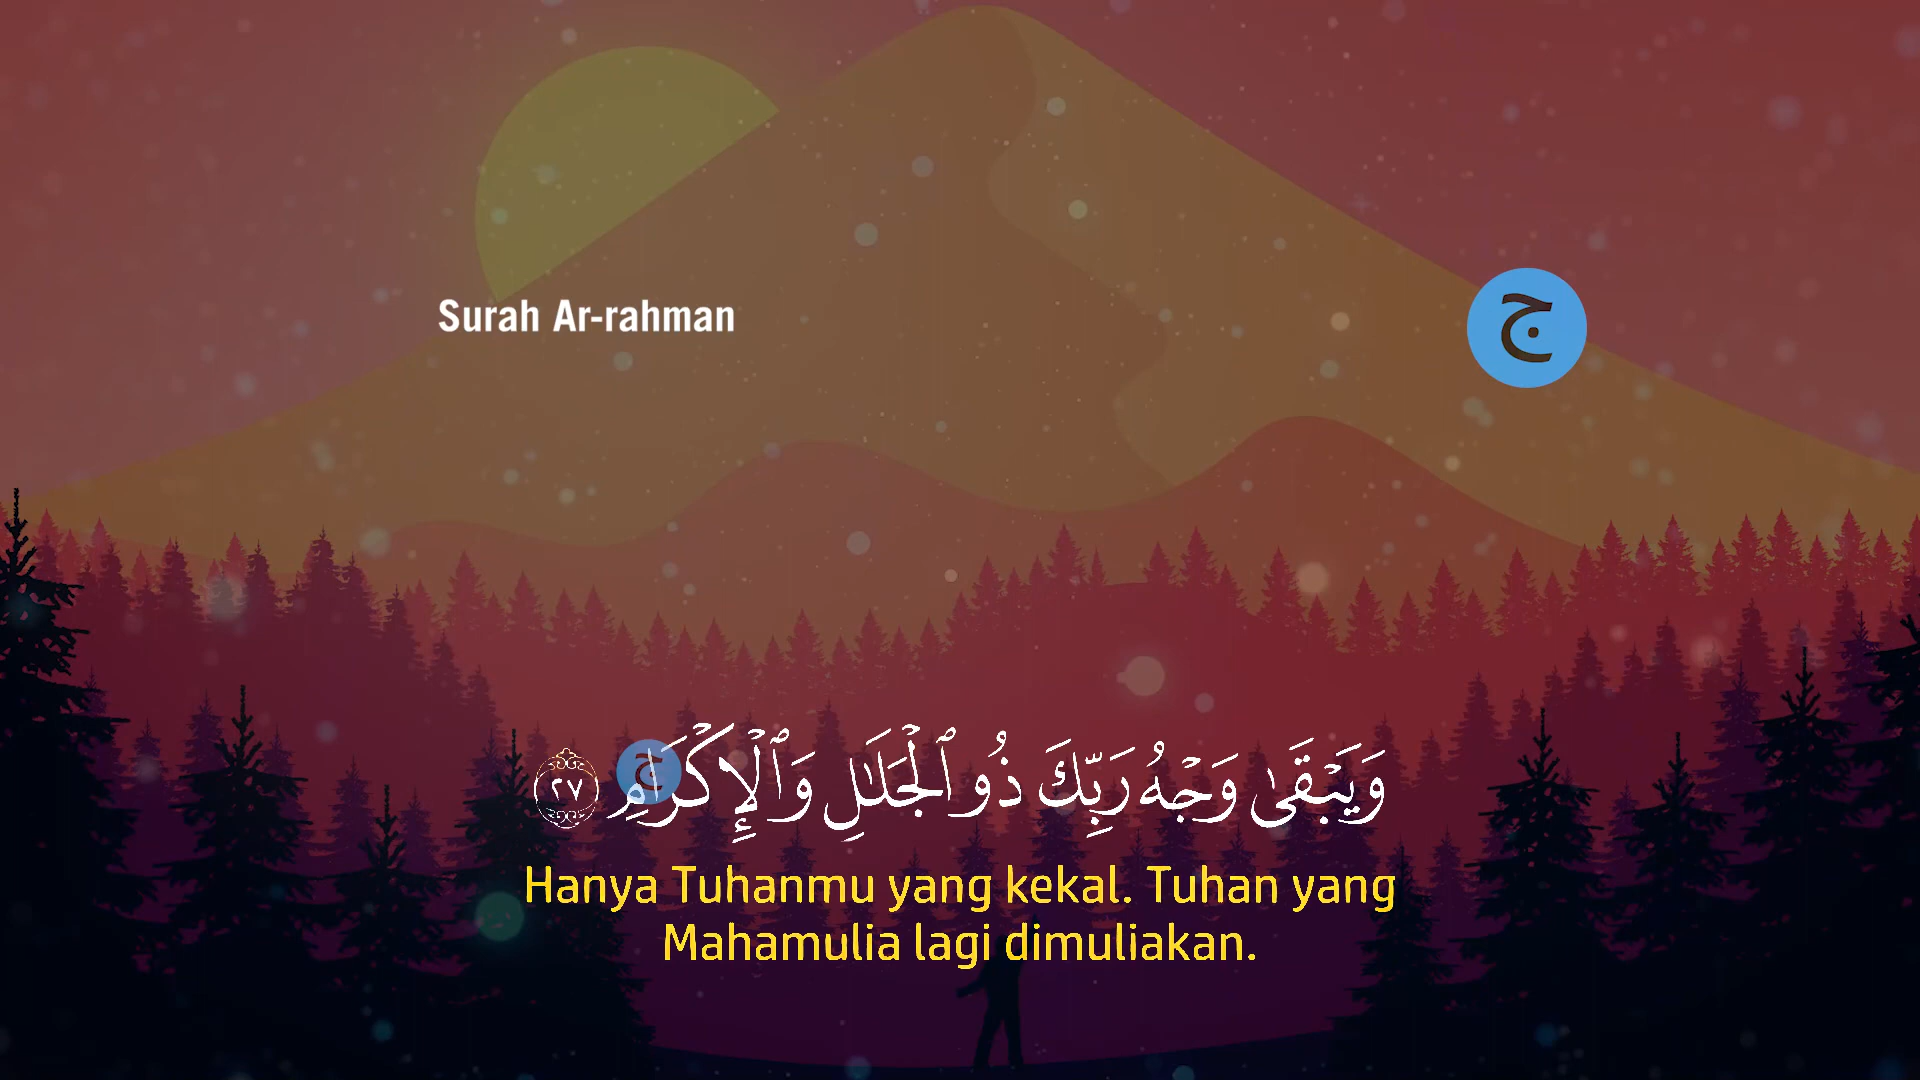 Surah Ar-rahman
ج
وَيَبْقَىٰ وَجْهُ رَبِّكَ ذُو ٱلْجَلَـٰلِ وَٱلْإِكْرَامِ ٢٧
ج
Hanya Tuhanmu yang kekal. Tuhan yang
Mahamulia lagi dimuliakan.